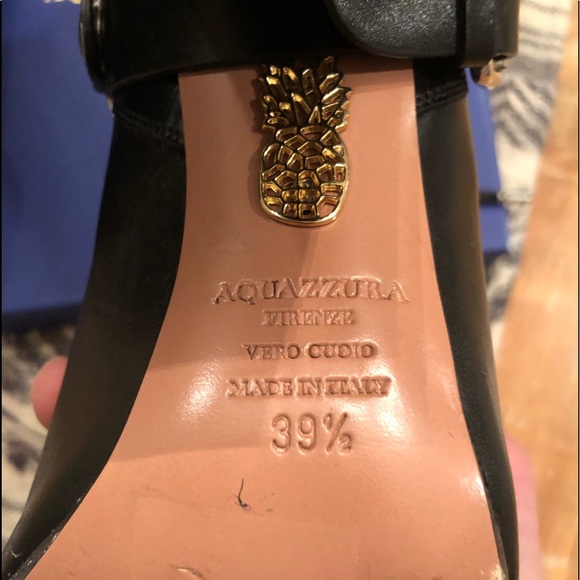 AQUAZZURA
FIRENZE
VERO CUOIO
MADE IN ITALY
39½